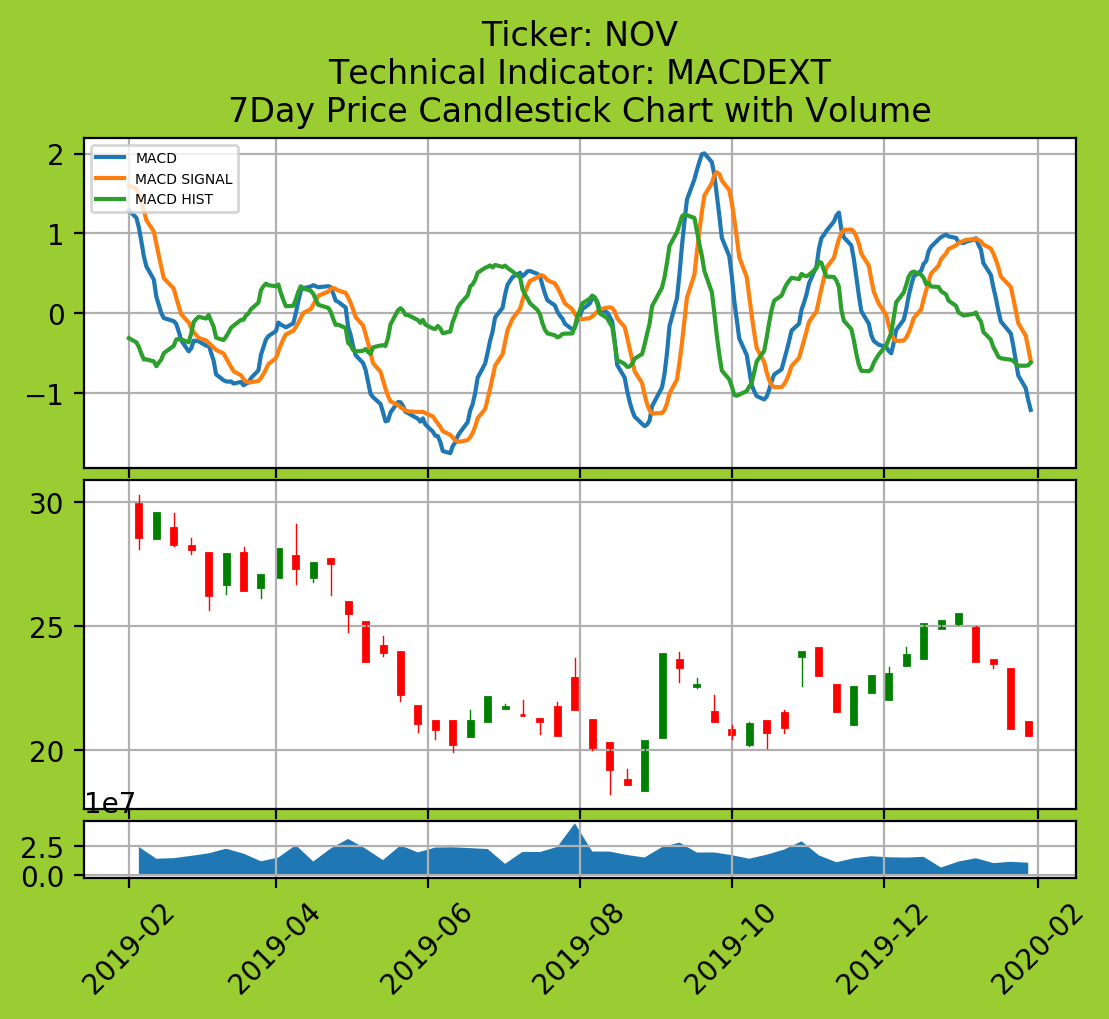 Ticker: NOV
Technical Indicator: MACDEXT
7Day Price Candlestick Chart with Volume
MACD
MACD SIGNAL
MACD HIST
2
1
0
−1
30
25
20
1e7
2.5
0.0
2019-02
2019-04
2019-06
2019-08
2019-10
2019-12
2020-02